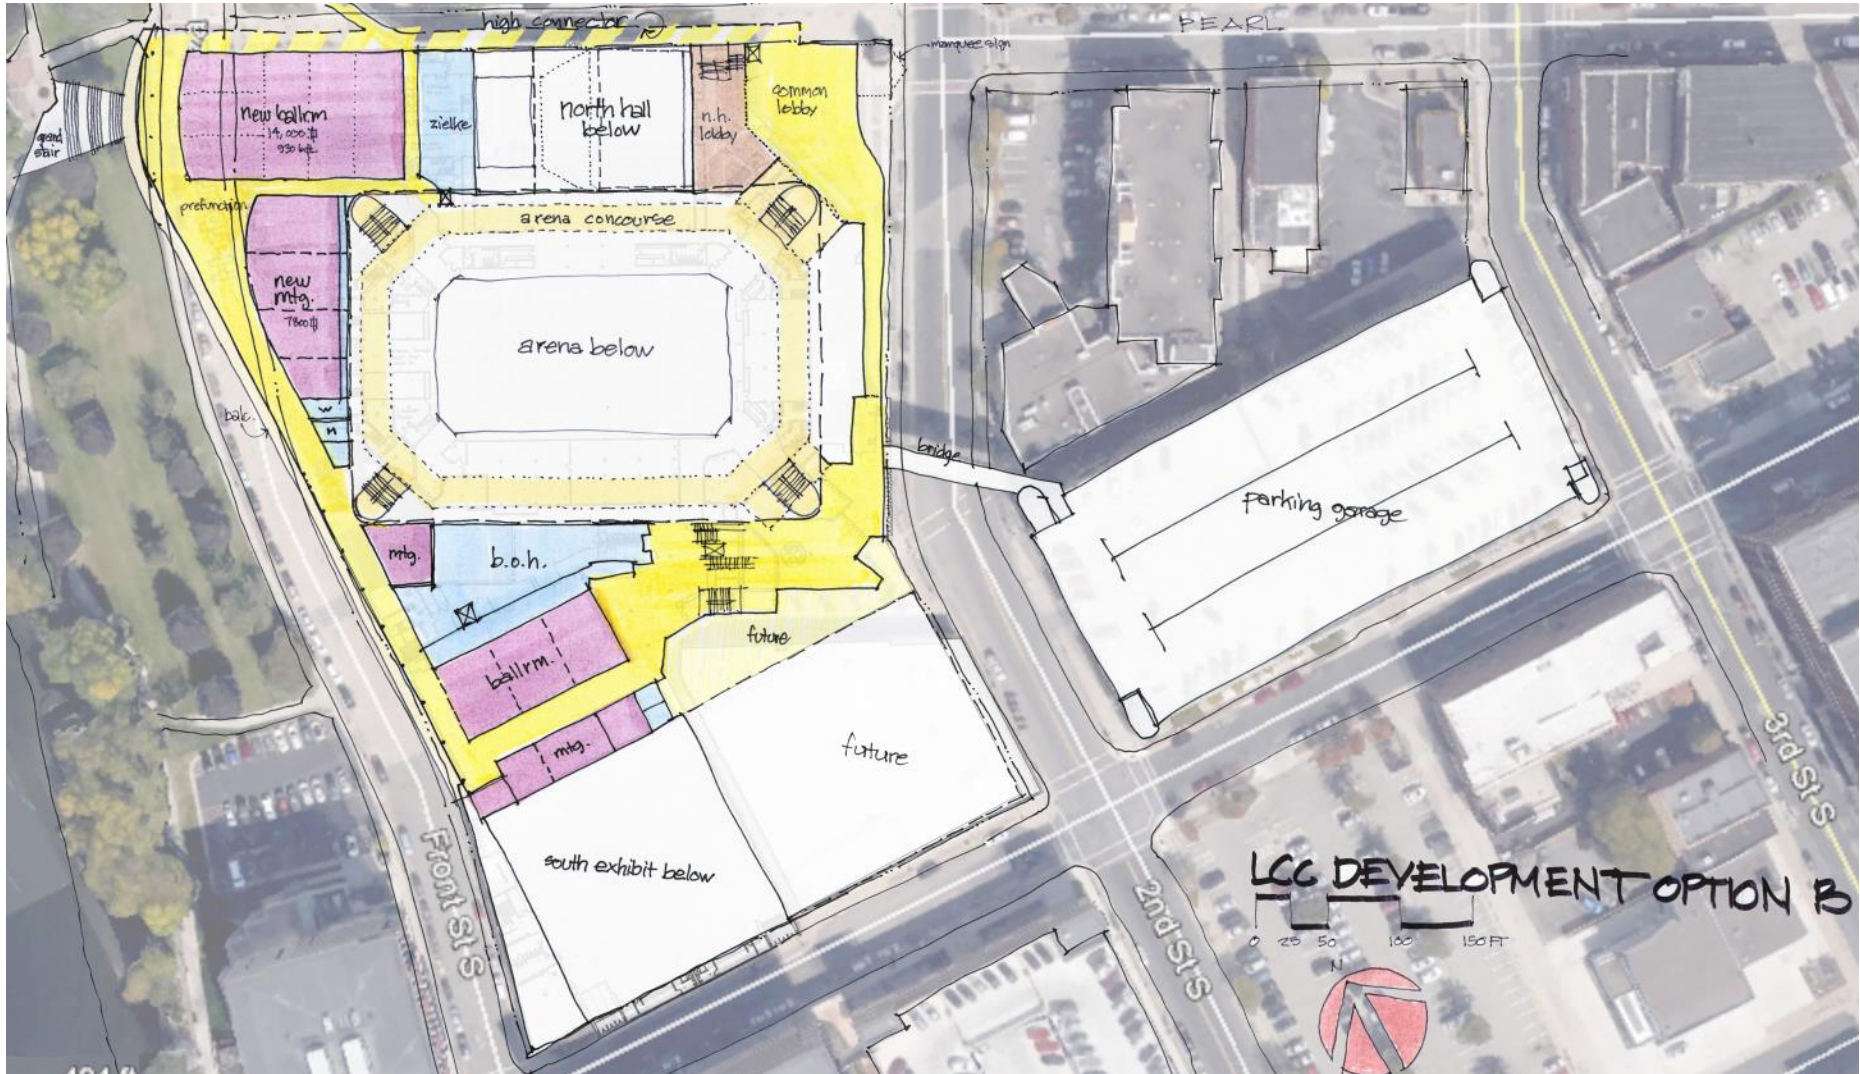 high connector
PEARL
marquee sign
new ballrm
14,000 ⌗
930 bqt.
zielke
north hall
below
n.h.
lobby
common
lobby
grand
stair
prefunction
arena concourse
new
mtg.
7800 ⌗
arena below
W
M
balc.
bridge
parking garage
mtg.
b.o.h.
ballrm.
future
mtg.
future
south exhibit below
Front St S
2nd St S
3rd St S
LCC DEVELOPMENT OPTION B
0 25 50 100 150 FT
N